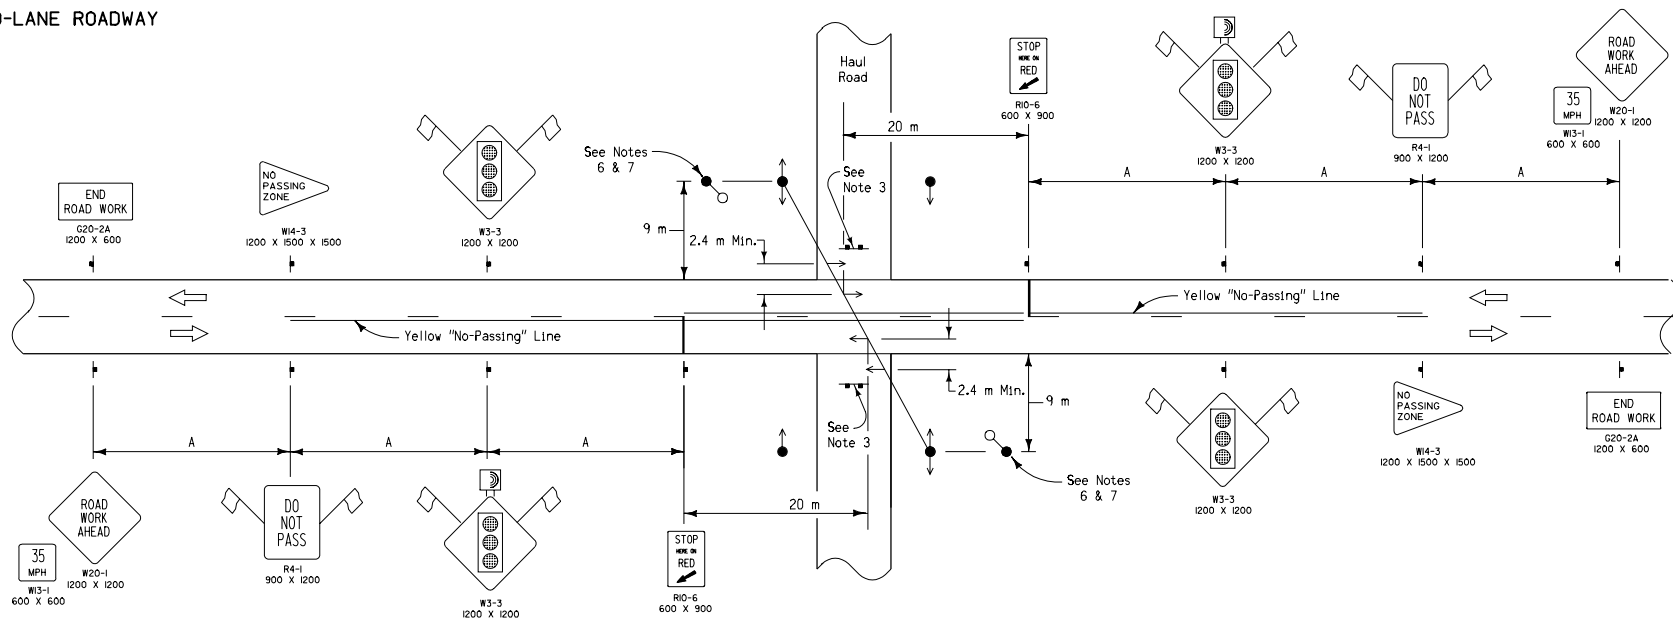 O-LANE ROADWAY
Haul
Road
STOP
HERE ON
RED
R10-6
600 X 900
W3-3
1200 X 1200
DO
NOT
PASS
R4-1
900 X 1200
ROAD
WORK
AHEAD
35
MPH
W20-1
1200 X 1200
W13-1
600 X 600
20 m
A
A
A
END
ROAD WORK
G20-2A
1200 X 600
NO
PASSING
ZONE
W14-3
1200 X 1500 X 1500
W3-3
1200 X 1200
See Notes
6 & 7
See
Note 3
9 m
2.4 m Min.
Yellow "No-Passing" Line
Yellow "No-Passing" Line
2.4 m Min.
9 m
See
Note 3
See Notes
6 & 7
A
A
A
20 m
ROAD
WORK
AHEAD
35
MPH
W20-1
1200 X 1200
W13-1
600 X 600
DO
NOT
PASS
R4-1
900 X 1200
W3-3
1200 X 1200
STOP
HERE ON
RED
R10-6
600 X 900
W3-3
1200 X 1200
NO
PASSING
ZONE
W14-3
1200 X 1500 X 1500
END
ROAD WORK
G20-2A
1200 X 600